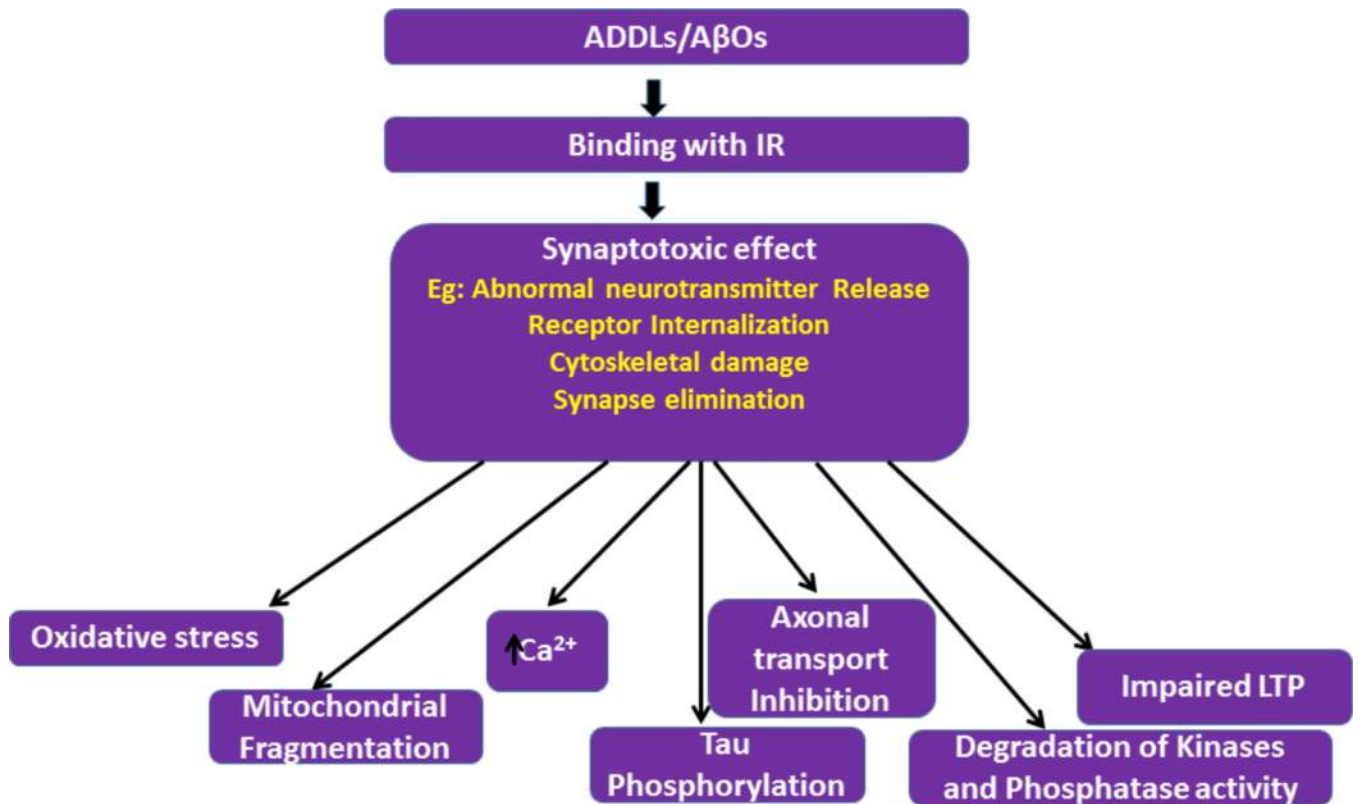 ADDLs/AβOs
Binding with IR
Synaptotoxic effect
Eg: Abnormal neurotransmitter Release
Receptor Internalization
Cytoskeletal damage
Synapse elimination
Oxidative stress
Mitochondrial
Fragmentation
↑Ca²⁺
Tau
Phosphorylation
Axonal
transport
Inhibition
Degradation of Kinases
and Phosphatase activity
Impaired LTP